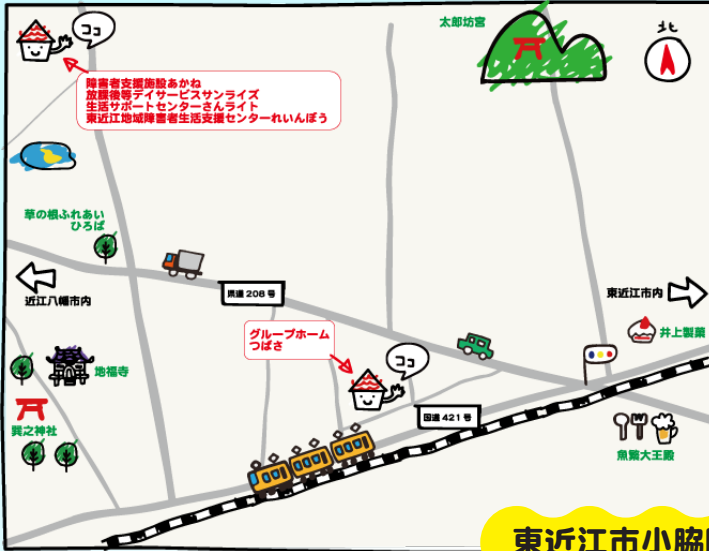 ココ
太郎坊宮
北
障害者支援施設あかね
放課後等デイサービスサンライズ
生活サポートセンターさんライト
東近江地域障害者生活支援センターれいんぼう
草の根ふれあい
ひろば
近江八幡市内
県道208号
東近江市内
グループホーム
つばさ
ココ
井上製菓
地福寺
国道421号
巽之神社
魚繁大王殿
東近江市小脇